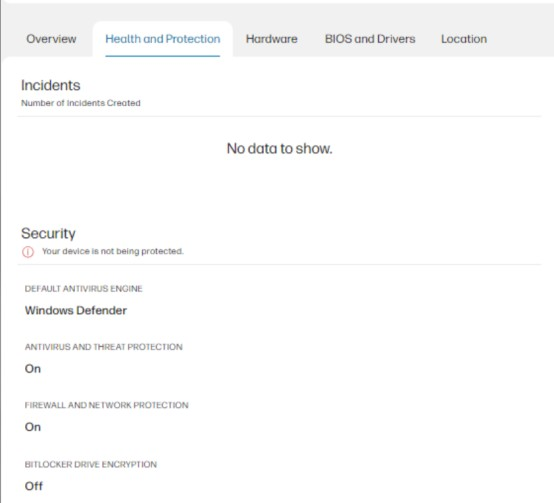 Overview Health and Protection Hardware BIOS and Drivers Location
Incidents
Number of Incidents Created
No data to show.
Security
Your device is not being protected.
DEFAULT ANTIVIRUS ENGINE
Windows Defender
ANTIVIRUS AND THREAT PROTECTION
On
FIREWALL AND NETWORK PROTECTION
On
BITLOCKER DRIVE ENCRYPTION
Off